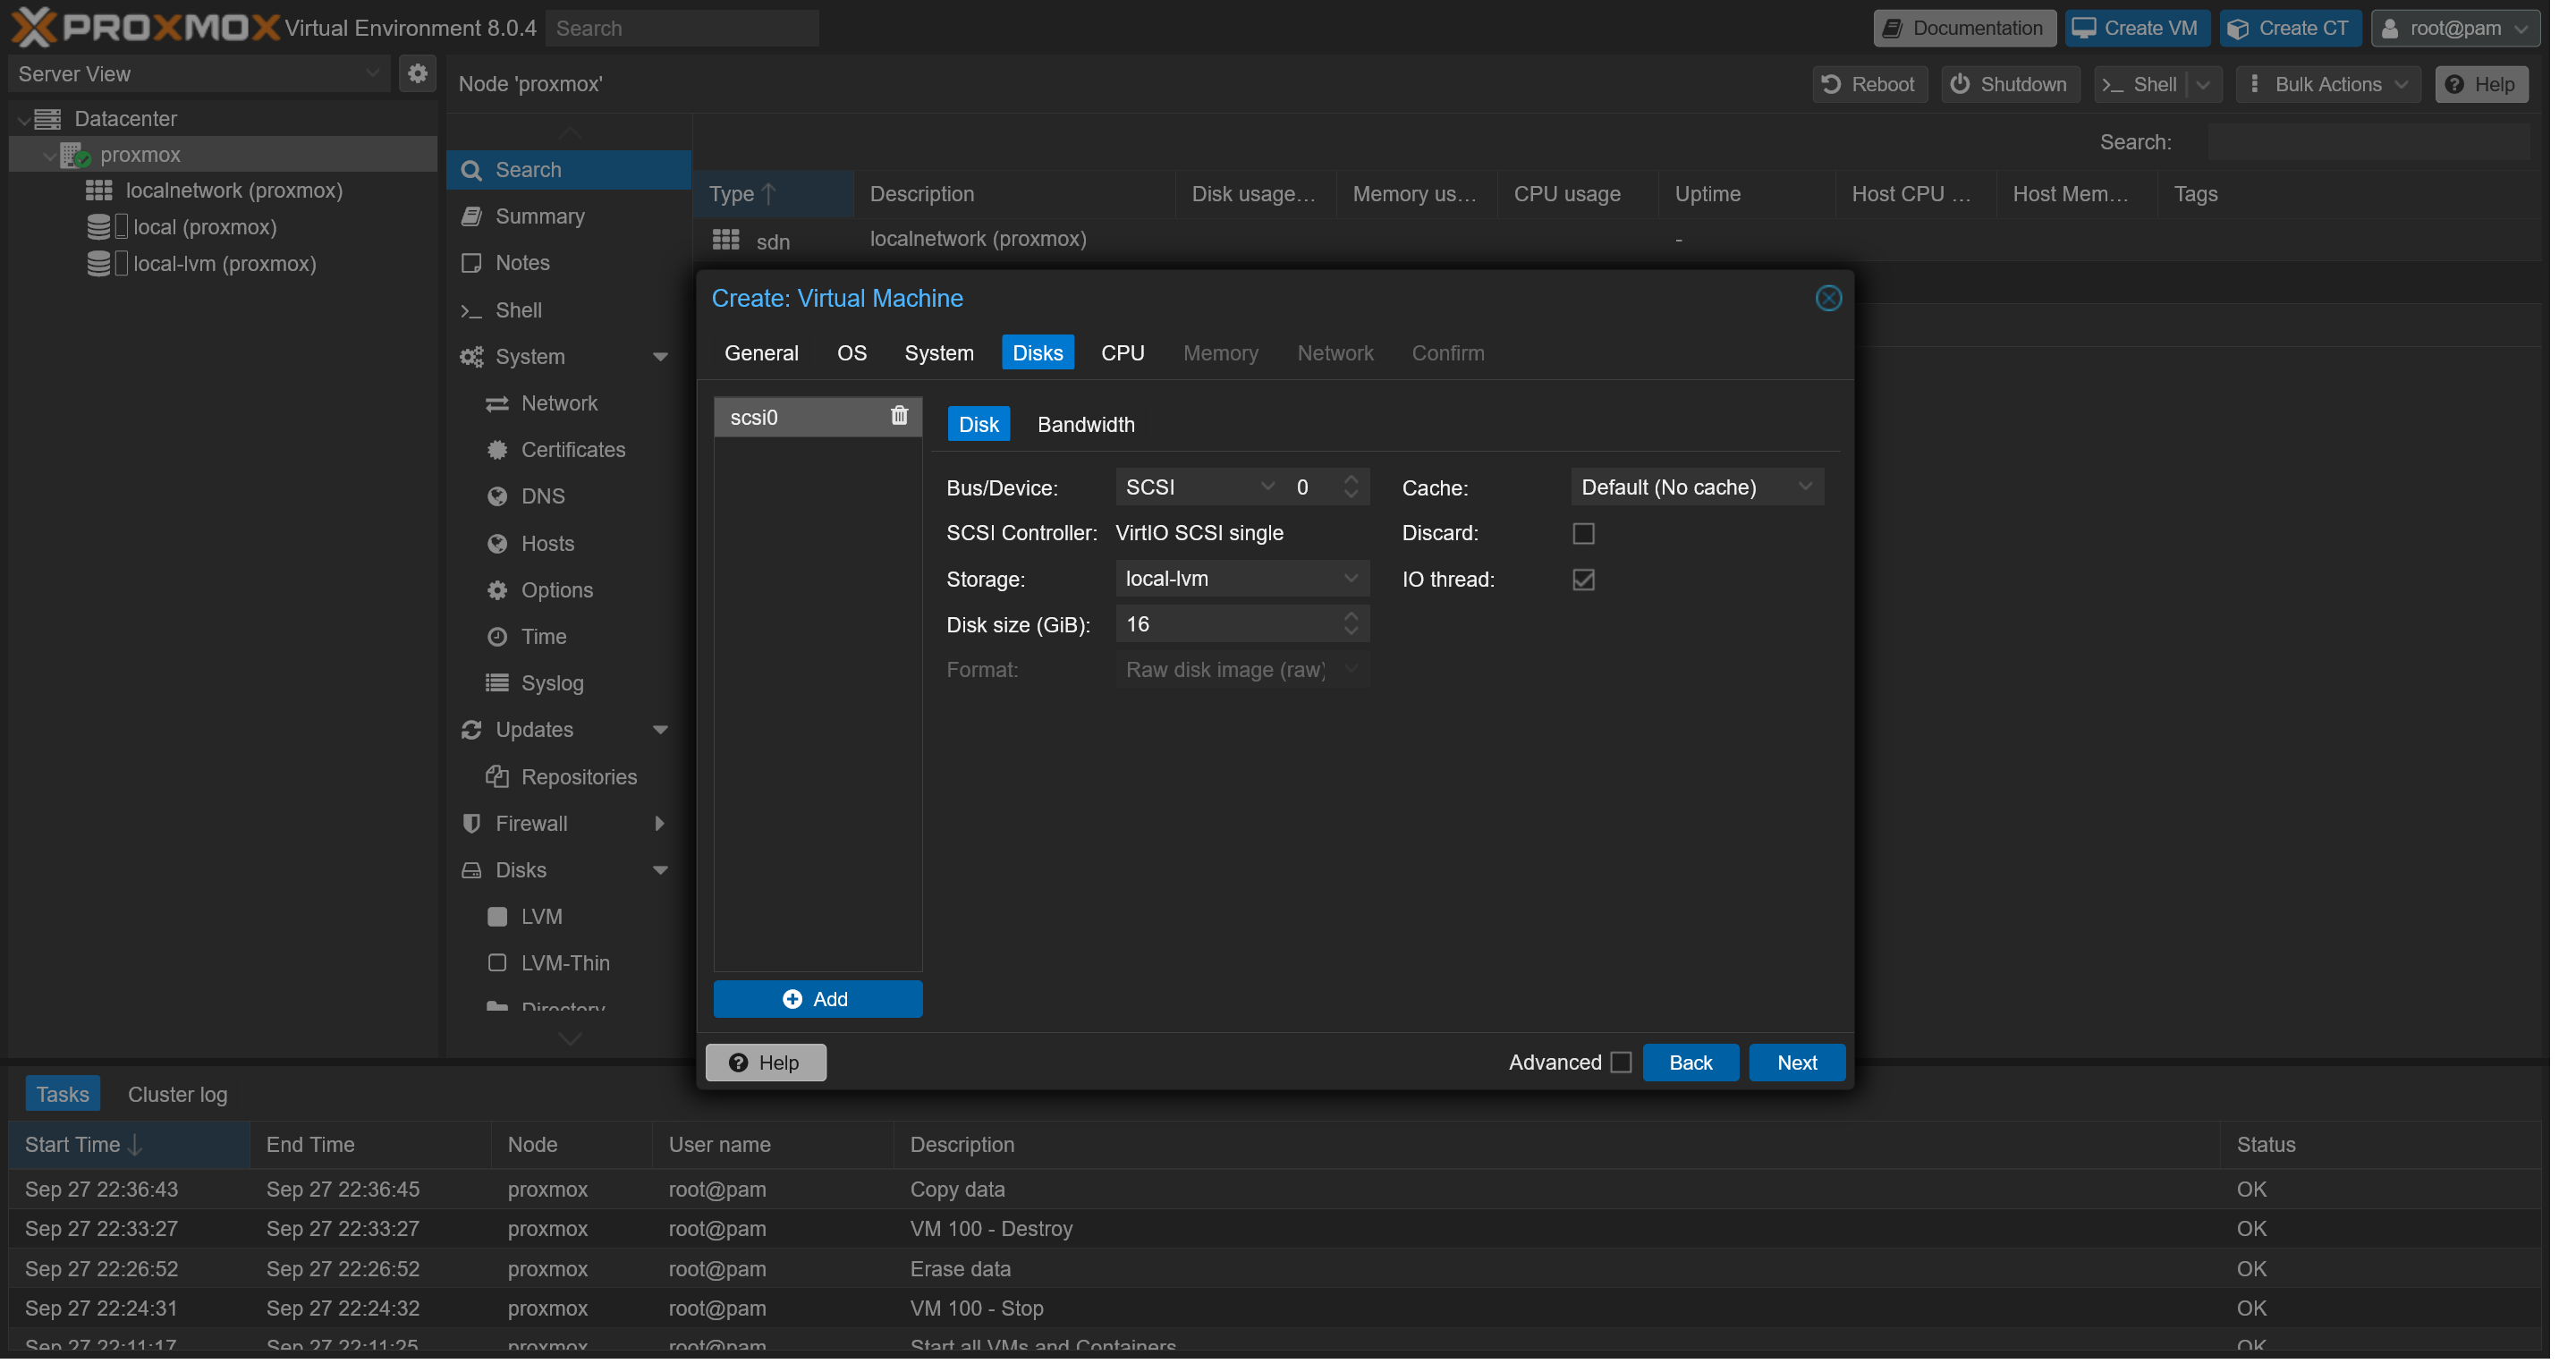 PROXMOX Virtual Environment 8.0.4 Search Documentation Create VM Create CT root@pam
Server View
Node 'proxmox' Reboot Shutdown Shell Bulk Actions Help
Datacenter
proxmox
localnetwork (proxmox)
local (proxmox)
local-lvm (proxmox)
Search
Summary
Notes
Shell
System
Network
Certificates
DNS
Hosts
Options
Time
Syslog
Updates
Repositories
Firewall
Disks
LVM
LVM-Thin
Directory
Search:
Type Description Disk usage... Memory us... CPU usage Uptime Host CPU ... Host Mem... Tags
sdn localnetwork (proxmox) -
Create: Virtual Machine
General OS System Disks CPU Memory Network Confirm
scsi0
Disk Bandwidth
Bus/Device: SCSI 0 Cache: Default (No cache)
SCSI Controller: VirtIO SCSI single Discard:
Storage: local-lvm IO thread:
Disk size (GiB): 16
Format: Raw disk image (raw)
Add
Help Advanced Back Next
Tasks Cluster log
Start Time End Time Node User name Description Status
Sep 27 22:36:43 Sep 27 22:36:45 proxmox root@pam Copy data OK
Sep 27 22:33:27 Sep 27 22:33:27 proxmox root@pam VM 100 - Destroy OK
Sep 27 22:26:52 Sep 27 22:26:52 proxmox root@pam Erase data OK
Sep 27 22:24:31 Sep 27 22:24:32 proxmox root@pam VM 100 - Stop OK
Sep 27 22:11:17 Sep 27 22:11:25 proxmox root@pam Start all VMs and Containers OK